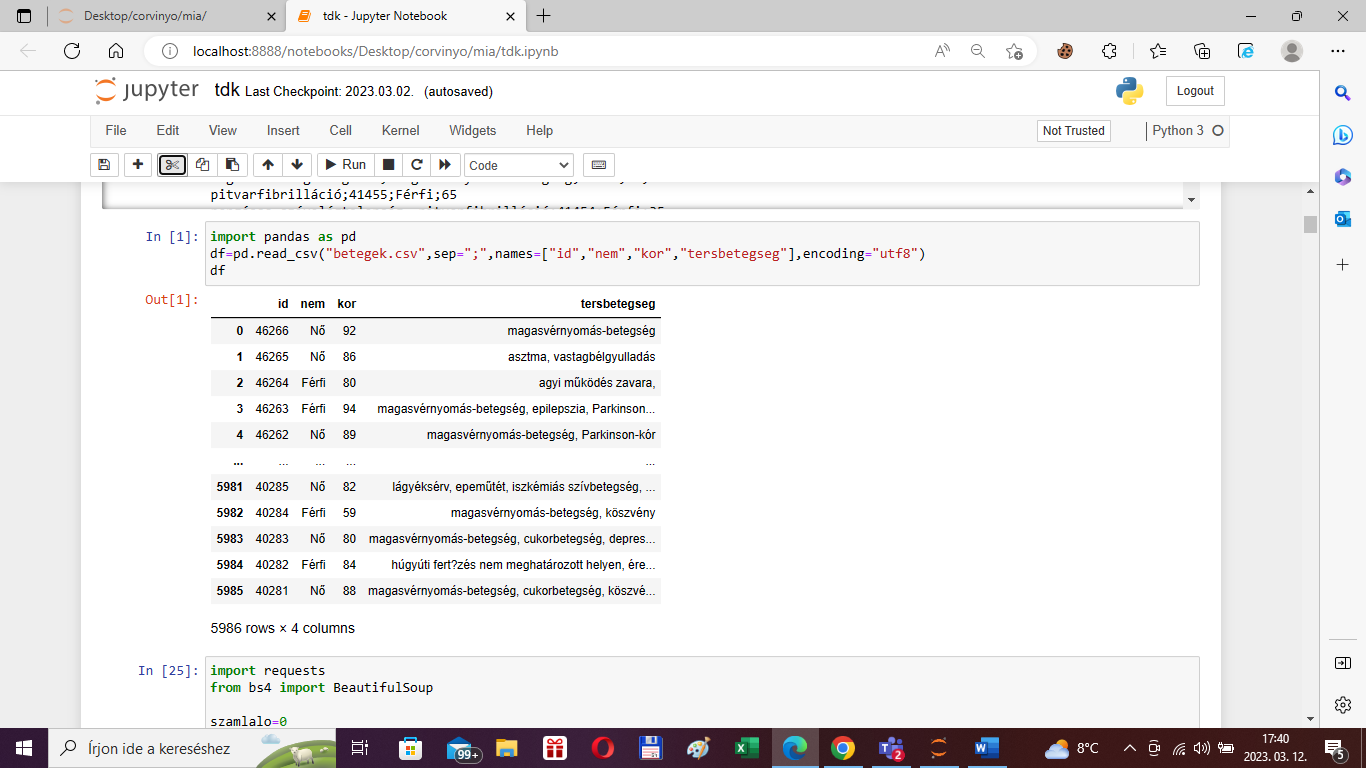 Desktop/corvinyo/mia/
tdk - Jupyter Notebook
localhost:8888/notebooks/Desktop/corvinyo/mia/tdk.ipynb
jupyter tdk Last Checkpoint: 2023.03.02. (autosaved)
Logout
File Edit View Insert Cell Kernel Widgets Help
Not Trusted
Python 3
Run
Code
pitvarfibrilláció;41455;Férfi;65
In [1]: import pandas as pd
df=pd.read_csv("betegek.csv",sep=";",names=["id","nem","kor","tersbetegseg"],encoding="utf8")
df
Out[1]:
id nem kor tersbetegseg
0 46266 Nő 92 magasvérnyomás-betegség
1 46265 Nő 86 asztma, vastagbélgyulladás
2 46264 Férfi 80 agyi működés zavara,
3 46263 Férfi 94 magasvérnyomás-betegség, epilepszia, Parkinson...
4 46262 Nő 89 magasvérnyomás-betegség, Parkinson-kór
... ... ... ... ...
5981 40285 Nő 82 lágyéksérv, epeműtét, iszkémiás szívbetegség, ...
5982 40284 Férfi 59 magasvérnyomás-betegség, köszvény
5983 40283 Nő 80 magasvérnyomás-betegség, cukorbetegség, depres...
5984 40282 Férfi 84 húgyúti fert?zés nem meghatározott helyen, ére...
5985 40281 Nő 88 magasvérnyomás-betegség, cukorbetegség, köszvé...
5986 rows × 4 columns
In [25]: import requests
from bs4 import BeautifulSoup
szamlalo=0
Írjon ide a kereséshez
99+
2
8°C
17:40
2023. 03. 12.
5